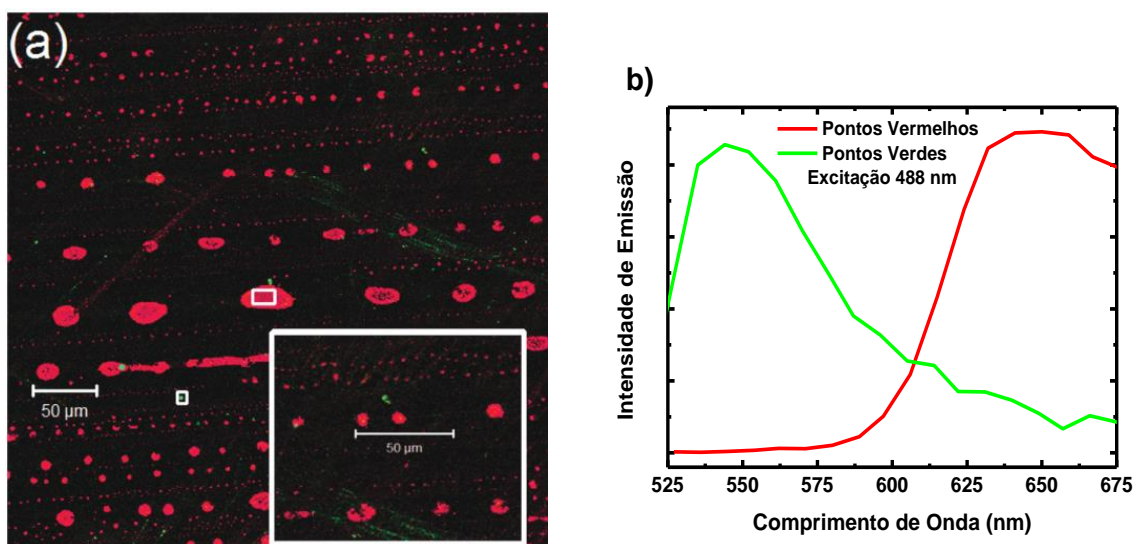 (a)
50 µm
50 µm
b)
Pontos Vermelhos
Pontos Verdes
Excitação 488 nm
Intensidade de Emissão
525 550 575 600 625 650 675
Comprimento de Onda (nm)